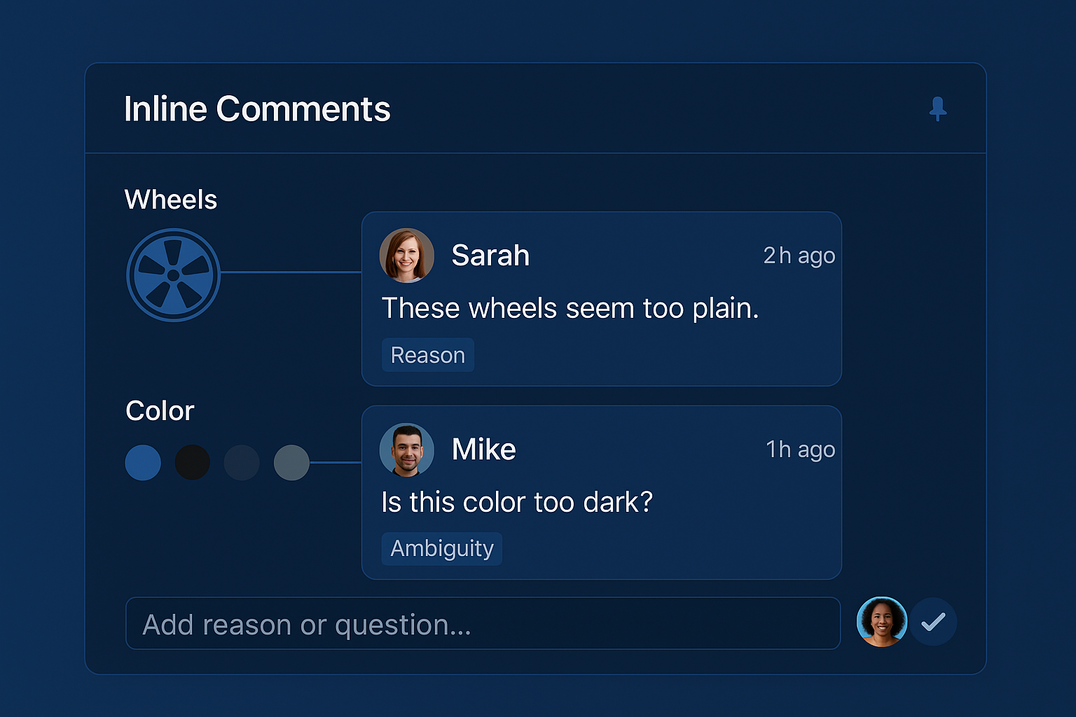 Inline Comments
Wheels
Sarah
2h ago
These wheels seem too plain.
Reason
Color
Mike
1h ago
Is this color too dark?
Ambiguity
Add reason or question...